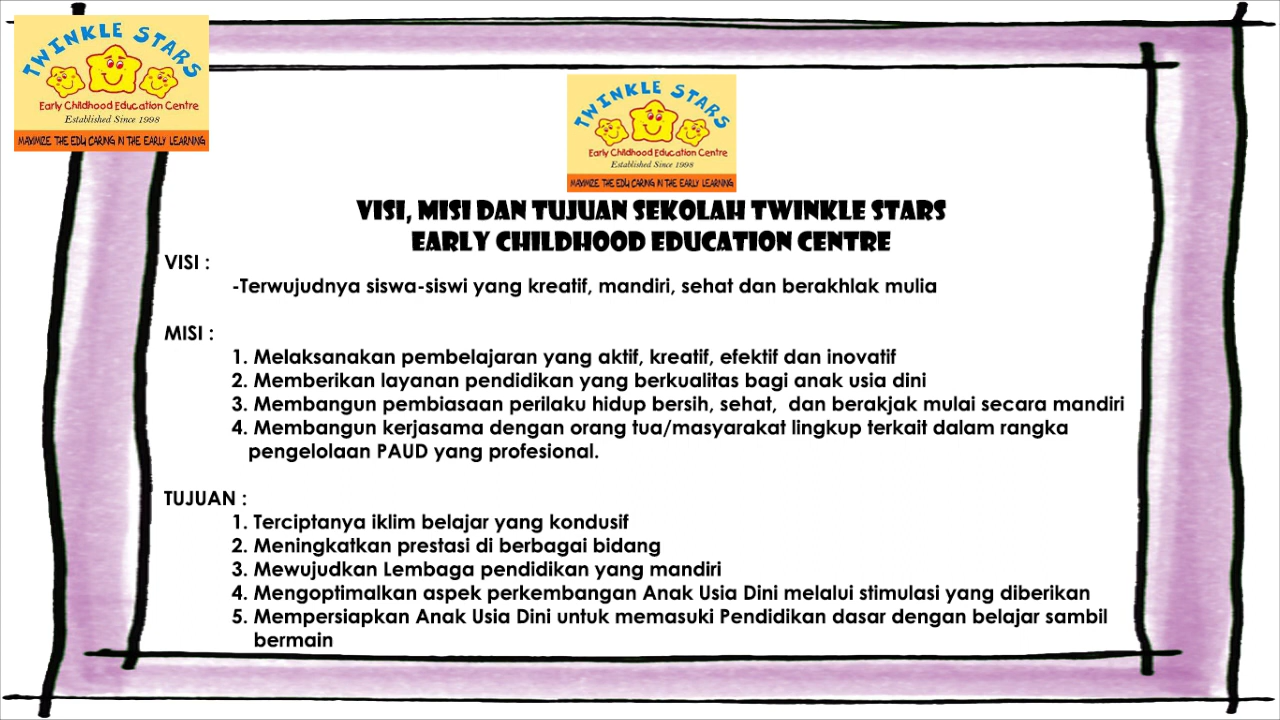 TWINKLE STARS
Early Childhood Education Centre
Established Since 1998
MAXIMIZE THE EDU CARING IN THE EARLY LEARNING
TWINKLE STARS
Early Childhood Education Centre
Established Since 1998
MAXIMIZE THE EDU CARING IN THE EARLY LEARNING
VISI, MISI DAN TUJUAN SEKOLAH TWINKLE STARS
EARLY CHILDHOOD EDUCATION CENTRE
VISI :
-Terwujudnya siswa-siswi yang kreatif, mandiri, sehat dan berakhlak mulia
MISI :
1. Melaksanakan pembelajaran yang aktif, kreatif, efektif dan inovatif
2. Memberikan layanan pendidikan yang berkualitas bagi anak usia dini
3. Membangun pembiasaan perilaku hidup bersih, sehat,  dan berakjak mulai secara mandiri
4. Membangun kerjasama dengan orang tua/masyarakat lingkup terkait dalam rangka
pengelolaan PAUD yang profesional.
TUJUAN :
1. Terciptanya iklim belajar yang kondusif
2. Meningkatkan prestasi di berbagai bidang
3. Mewujudkan Lembaga pendidikan yang mandiri
4. Mengoptimalkan aspek perkembangan Anak Usia Dini melalui stimulasi yang diberikan
5. Mempersiapkan Anak Usia Dini untuk memasuki Pendidikan dasar dengan belajar sambil
bermain